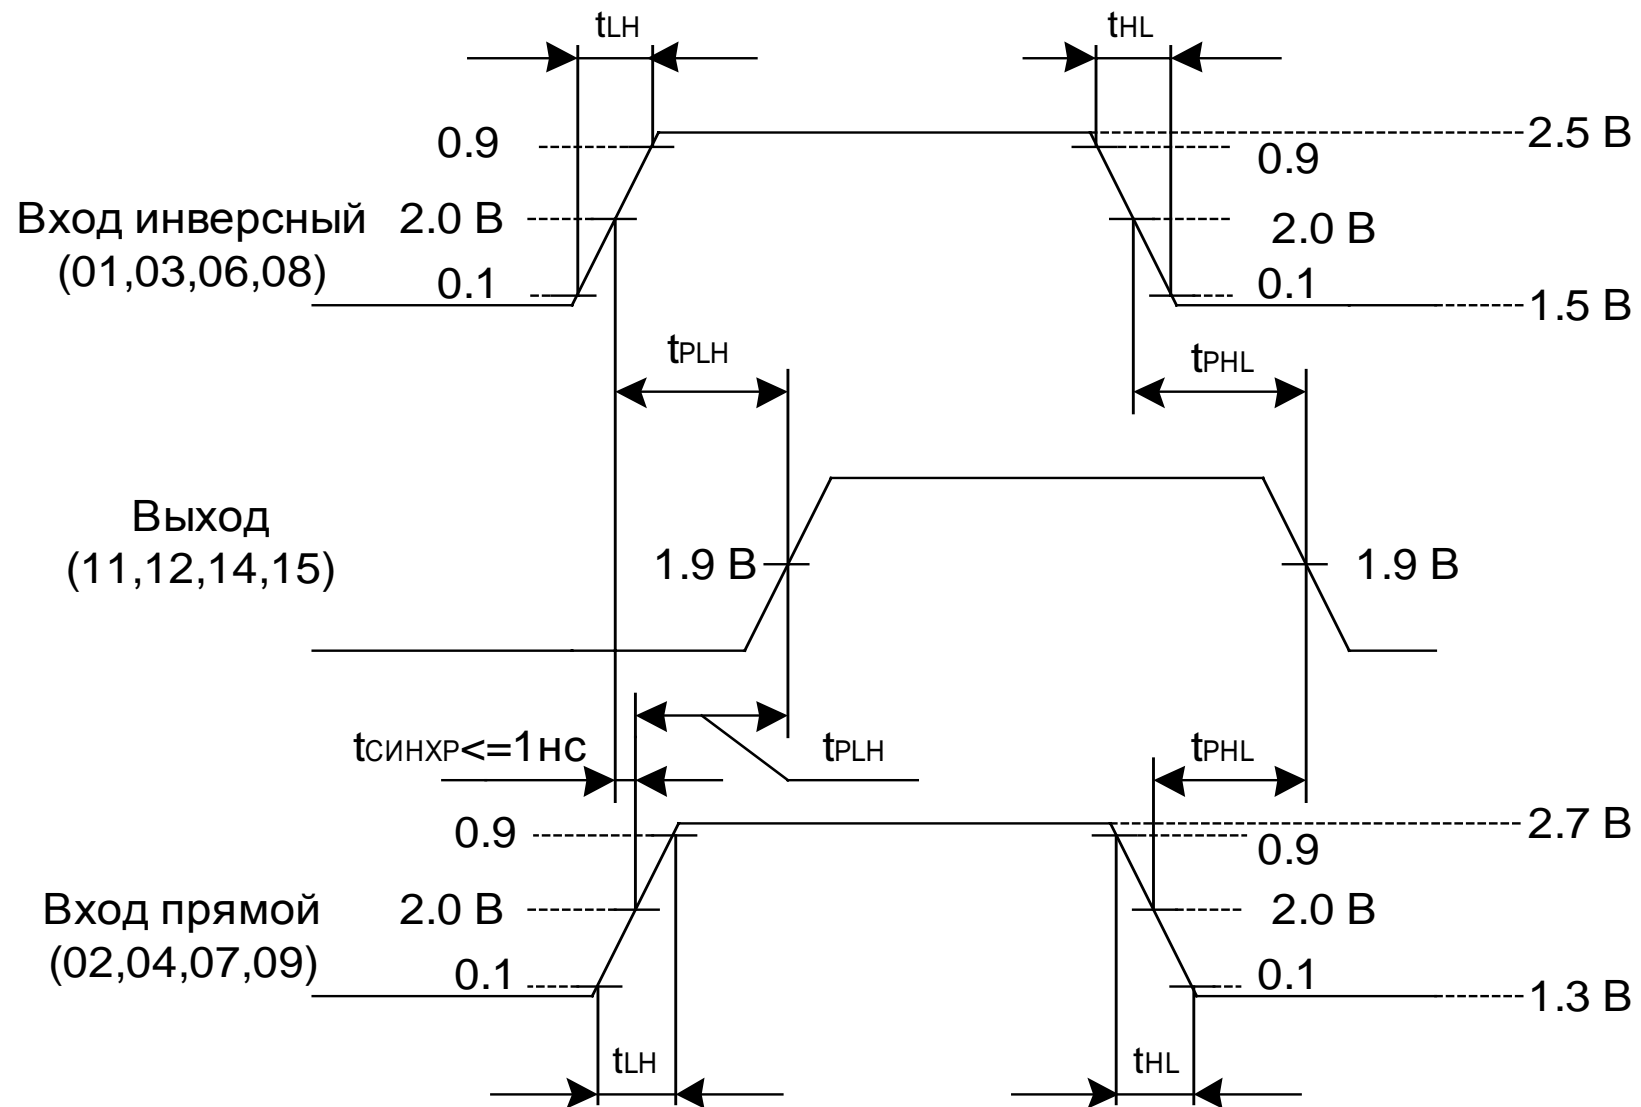 tLH
tHL
0.9
2.5 В
0.9
Вход инверсный
(01,03,06,08)
2.0 В
2.0 В
0.1
0.1
1.5 В
tPLH
tPHL
Выход
(11,12,14,15)
1.9 В
1.9 В
tСИНХР<=1нс
tPLH
tPHL
0.9
2.7 В
0.9
Вход прямой
(02,04,07,09)
2.0 В
2.0 В
0.1
0.1
1.3 В
tLH
tHL